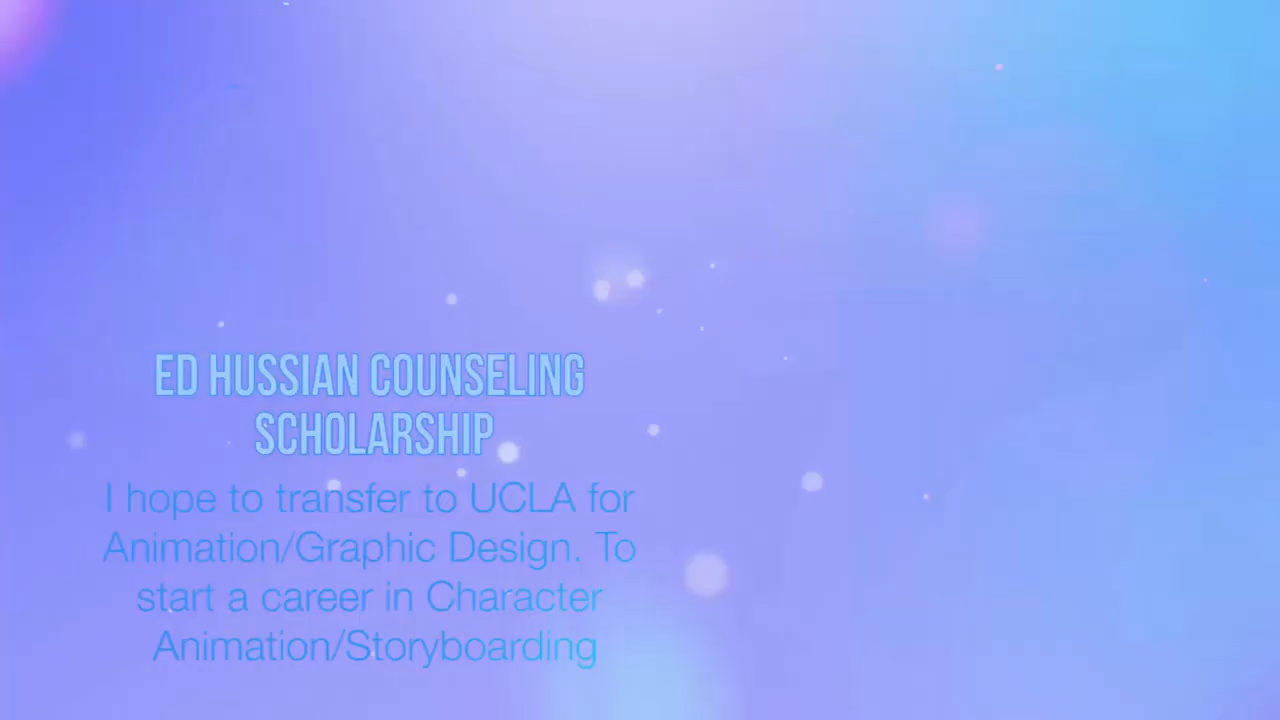 ED HUSSIAN COUNSELING
SCHOLARSHIP
I hope to transfer to UCLA for
Animation/Graphic Design. To
start a career in Character
Animation/Storyboarding